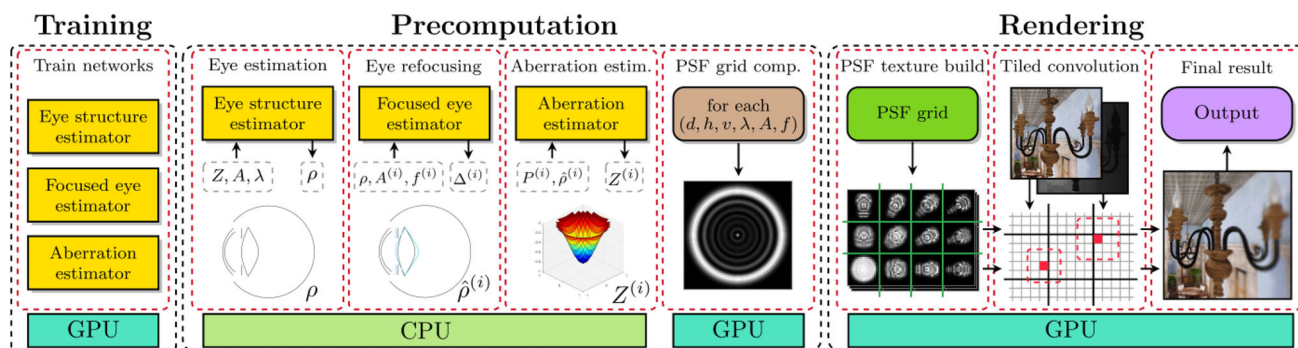 Training
Precomputation
Rendering
Train networks
Eye structure
estimator
Focused eye
estimator
Aberration
estimator
GPU
Eye estimation
Eye structure
estimator
Z, A, λ
ρ
ρ
Eye refocusing
Focused eye
estimator
ρ, A⁽ⁱ⁾, f⁽ⁱ⁾
Δ⁽ⁱ⁾
ρ̂⁽ⁱ⁾
Aberration estim.
Aberration
estimator
P⁽ⁱ⁾, ρ̂⁽ⁱ⁾
Z⁽ⁱ⁾
Z⁽ⁱ⁾
CPU
PSF grid comp.
for each
(d, h, v, λ, A, f)
GPU
PSF texture build
PSF grid
Tiled convolution
Final result
Output
GPU